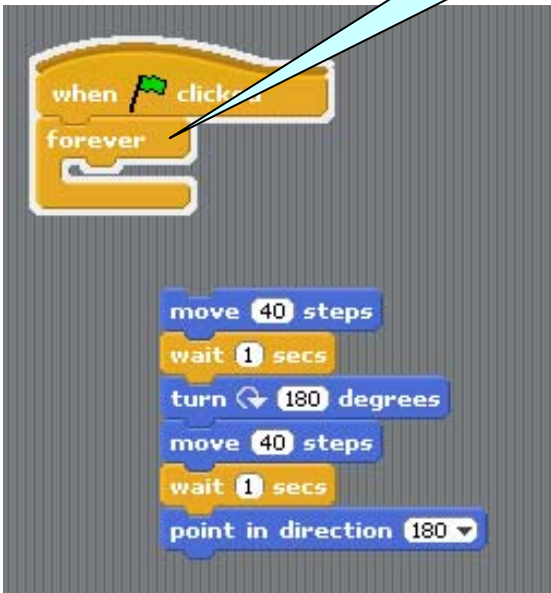 when clicked
forever
move 40 steps
wait 1 secs
turn 180 degrees
move 40 steps
wait 1 secs
point in direction 180